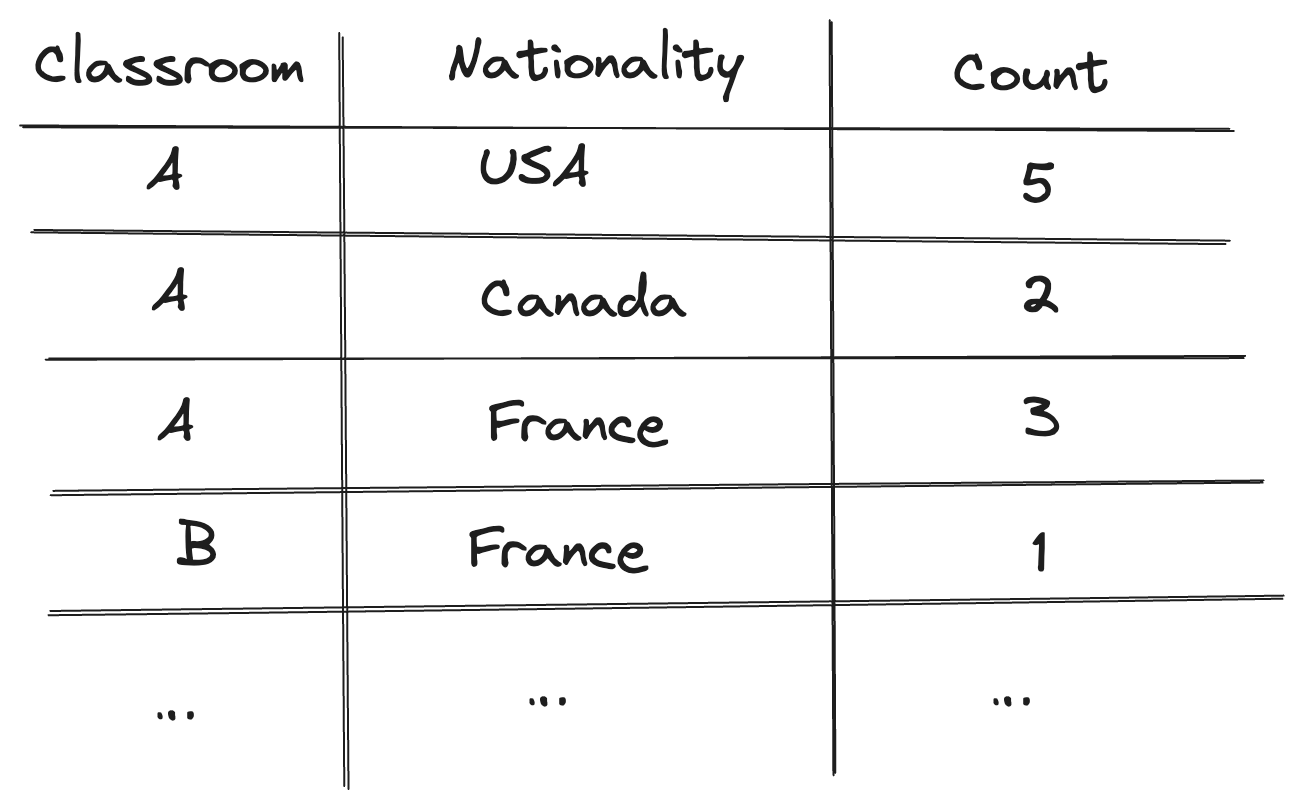 Classroom Nationality Count
A USA 5
A Canada 2
A France 3
B France 1
... ... ...